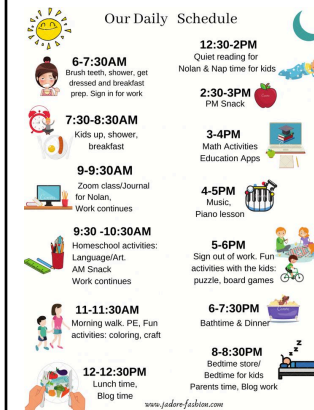 Our Daily Schedule
6-7:30AM
Brush teeth, shower, get
dressed and breakfast
prep. Sign in for work
7:30-8:30AM
Kids up, shower,
breakfast
9-9:30AM
Zoom class/Journal
for Nolan,
Work continues
9:30 -10:30AM
Homeschool activities:
Language/Art.
AM Snack
Work continues
11-11:30AM
Morning walk. PE, Fun
activities: coloring, craft
12-12:30PM
Lunch time,
Blog time
12:30-2PM
Quiet reading for
Nolan & Nap time for kids
2:30-3PM
PM Snack
3-4PM
Math Activities
Education Apps
4-5PM
Music,
Piano lesson
5-6PM
Sign out of work. Fun
activities with the kids:
puzzle, board games
6-7:30PM
Bathtime & Dinner
8-8:30PM
Bedtime store/
Bedtime for kids
Parents time, Blog work
www.jadore-fashion.com